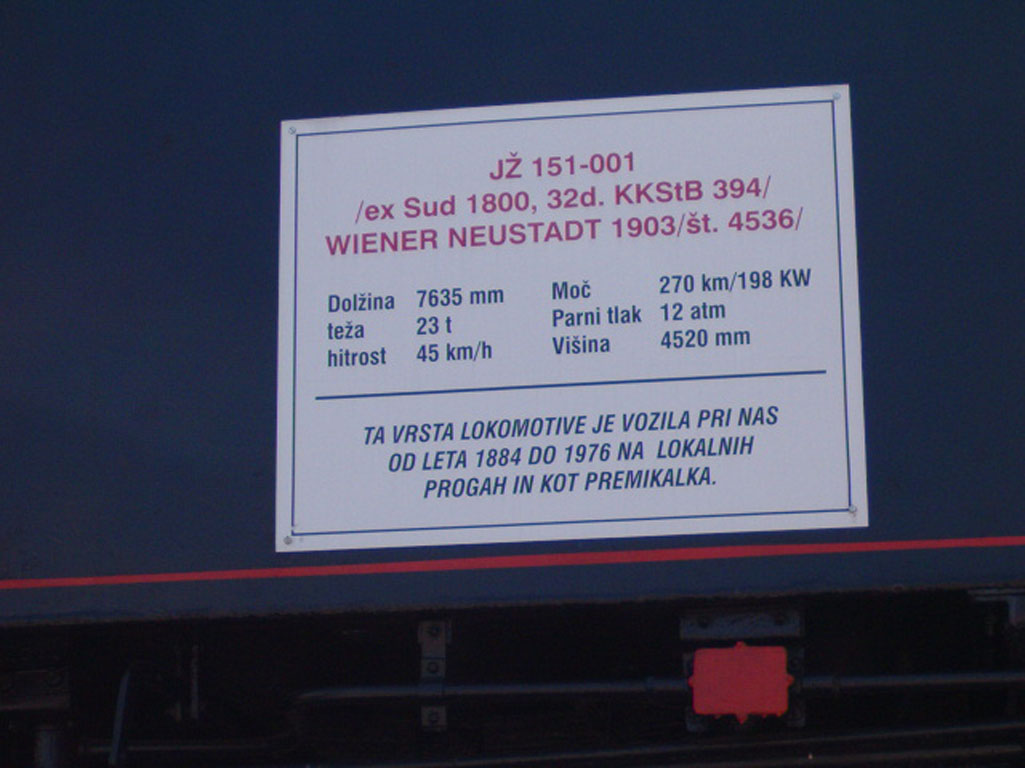 JŽ 151-001
/ex Sud 1800, 32d. KKStB 394/
WIENER NEUSTADT 1903/št. 4536/
Dolžina 7635 mm Moč 270 km/198 KW
teža 23 t Parni tlak 12 atm
hitrost 45 km/h Višina 4520 mm
TA VRSTA LOKOMOTIVE JE VOZILA PRI NAS
OD LETA 1884 DO 1976 NA LOKALNIH
PROGAH IN KOT PREMIKALKA.